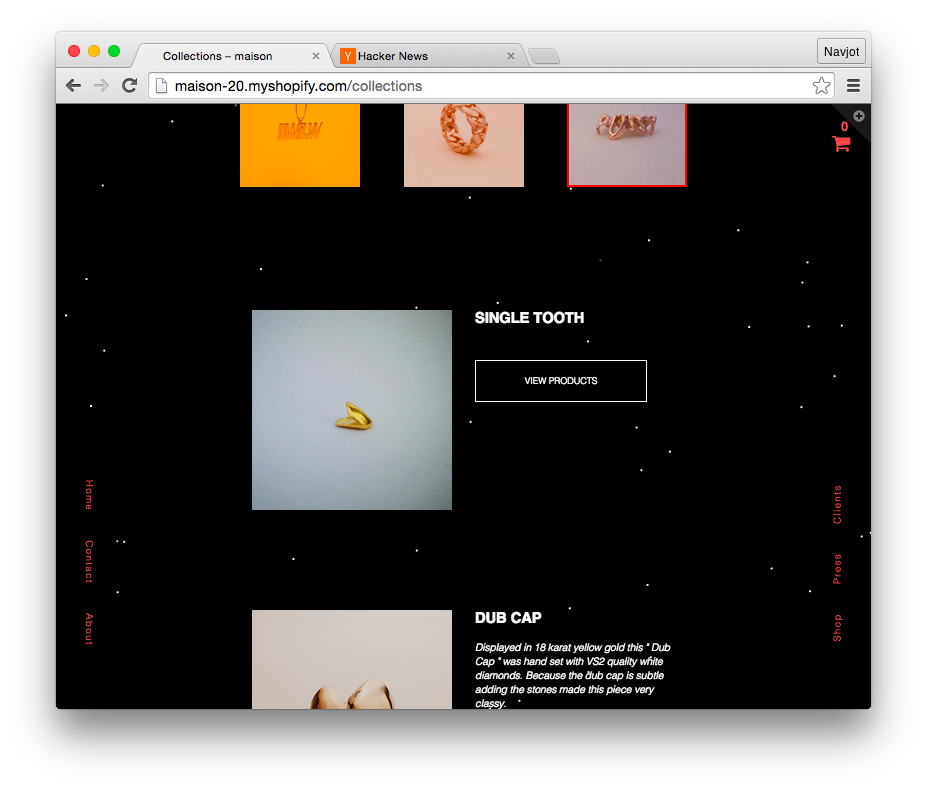 Collections – maison
Hacker News
Navjot
maison-20.myshopify.com/collections
0
SINGLE TOOTH
VIEW PRODUCTS
Home
Contact
About
Clients
Press
Shop
DUB CAP
Displayed in 18 karat yellow gold this " Dub
Cap " was hand set with VS2 quality white
diamonds. Because the dub cap is subtle
adding the stones made this piece very
classy.